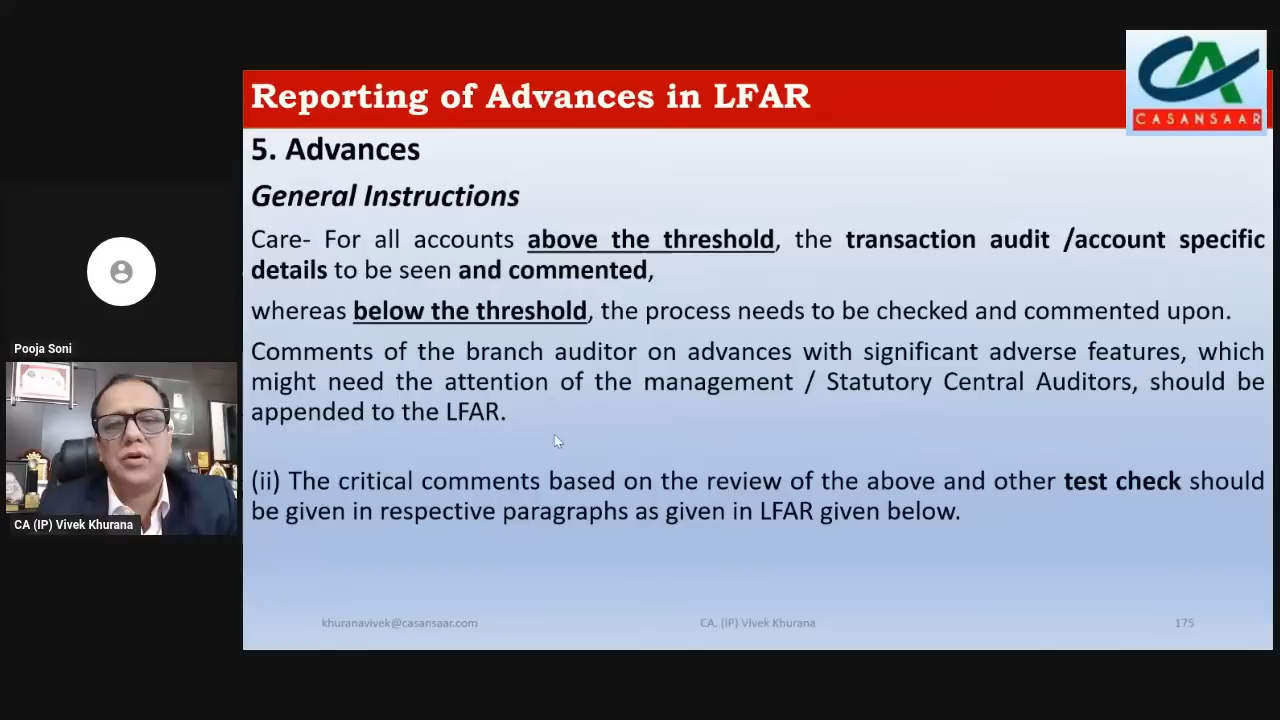 Reporting of Advances in LFAR
CA
CASANSAAR
5. Advances
General Instructions
Care- For all accounts above the threshold, the transaction audit /account specific
details to be seen and commented,
whereas below the threshold, the process needs to be checked and commented upon.
Comments of the branch auditor on advances with significant adverse features, which
might need the attention of the management / Statutory Central Auditors, should be
appended to the LFAR.
(ii) The critical comments based on the review of the above and other test check should
be given in respective paragraphs as given in LFAR given below.
khuranavivek@casansaar.com
CA. (IP) Vivek Khurana
175
Pooja Soni
CA (IP) Vivek Khurana